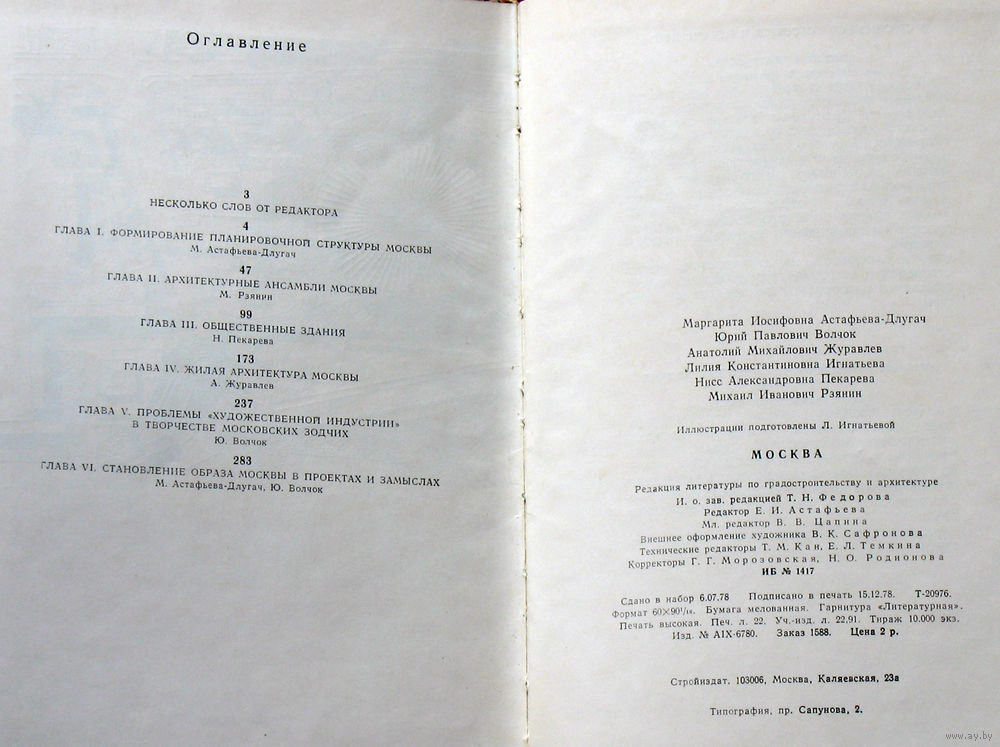 Оглавление
3
НЕСКОЛЬКО СЛОВ ОТ РЕДАКТОРА
4
ГЛАВА I. ФОРМИРОВАНИЕ ПЛАНИРОВОЧНОЙ СТРУКТУРЫ МОСКВЫ
М. Астафьева-Длугач
47
ГЛАВА II. АРХИТЕКТУРНЫЕ АНСАМБЛИ МОСКВЫ
М. Рзянин
99
ГЛАВА III. ОБЩЕСТВЕННЫЕ ЗДАНИЯ
Н. Пекарева
173
ГЛАВА IV. ЖИЛАЯ АРХИТЕКТУРА МОСКВЫ
А. Журавлев
237
ГЛАВА V. ПРОБЛЕМЫ «ХУДОЖЕСТВЕННОЙ ИНДУСТРИИ»
В ТВОРЧЕСТВЕ МОСКОВСКИХ ЗОДЧИХ
Ю. Волчок
283
ГЛАВА VI. СТАНОВЛЕНИЕ ОБРАЗА МОСКВЫ В ПРОЕКТАХ И ЗАМЫСЛАХ
М. Астафьева-Длугач, Ю. Волчок
Маргарита Иосифовна Астафьева-Длугач
Юрий Павлович Волчок
Анатолий Михайлович Журавлев
Лилия Константиновна Игнатьева
Нисс Александровна Пекарева
Михаил Иванович Рзянин
Иллюстрации подготовлены Л. Игнатьевой
МОСКВА
Редакция литературы по градостроительству и архитектуре
И. о. зав. редакцией Т. Н. Федорова
Редактор Е. И. Астафьева
Мл. редактор В. В. Цапина
Внешнее оформление художника В. К. Сафронова
Технические редакторы Т. М. Кан, Е. Л. Темкина
Корректоры Г. Г. Морозовская, Н. О. Родионова
ИБ № 1417
Сдано в набор 6.07.78 Подписано в печать 15.12.78. Т-20976.
Формат 60×90¹/₁₆. Бумага мелованная. Гарнитура «Литературная».
Печать высокая. Печ. л. 22. Уч.-изд. л. 22,91. Тираж 10.000 экз.
Изд. № AIX-6780. Заказ 1588. Цена 2 р.
Стройиздат, 103006, Москва, Каляевская, 23а
Типография, пр. Сапунова, 2.
www.ay.by